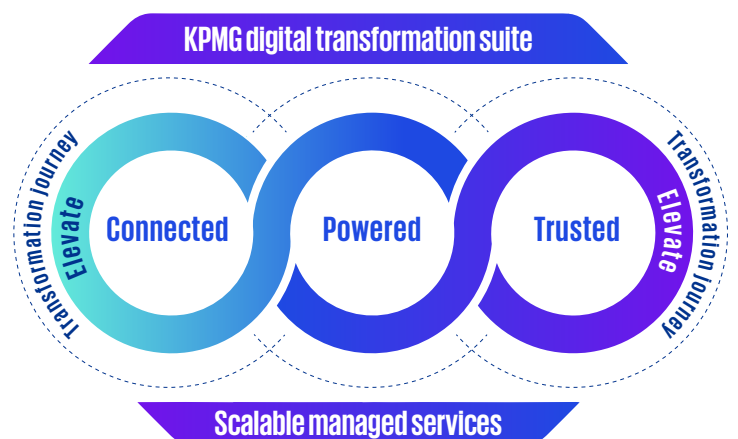 KPMG digital transformation suite
Transformation journey
Elevate
Connected
Powered
Trusted
Elevate
Transformation journey
Scalable managed services